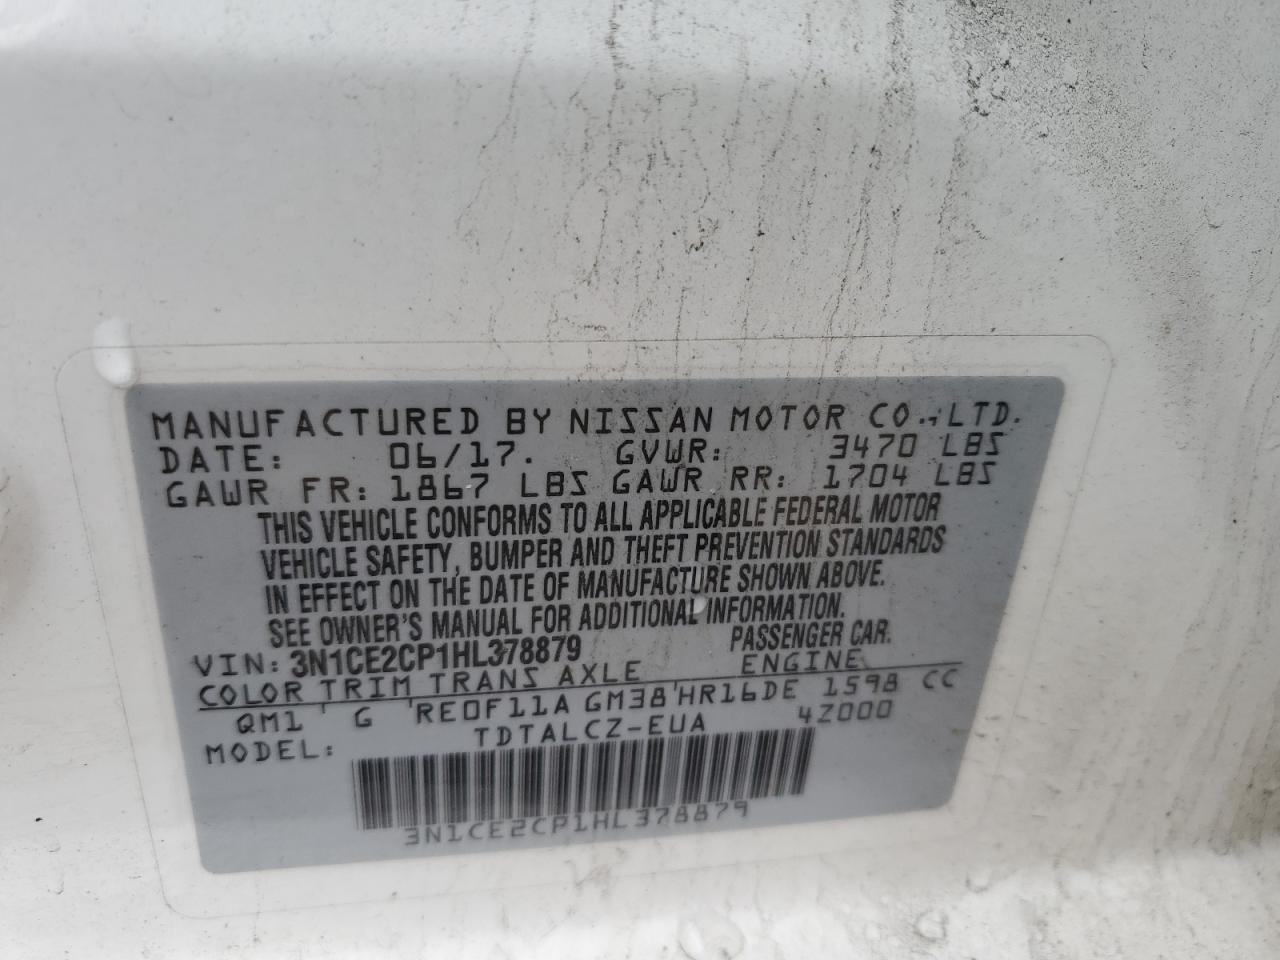 MANUFACTURED BY NISSAN MOTOR CO.,LTD.
DATE: 06/17. GVWR: 3470 LBS
GAWR FR: 1867 LBS GAWR RR: 1704 LBS
THIS VEHICLE CONFORMS TO ALL APPLICABLE FEDERAL MOTOR
VEHICLE SAFETY, BUMPER AND THEFT PREVENTION STANDARDS
IN EFFECT ON THE DATE OF MANUFACTURE SHOWN ABOVE.
SEE OWNER'S MANUAL FOR ADDITIONAL INFORMATION.
VIN: 3N1CE2CP1HL378879 PASSENGER CAR.
COLOR TRIM TRANS AXLE ENGINE
QM1 ' G 'RE0F11A GM38'HR16DE 1598 CC
MODEL: TDTALCZ-EUA 4Z000
3N1CE2CP1HL378879